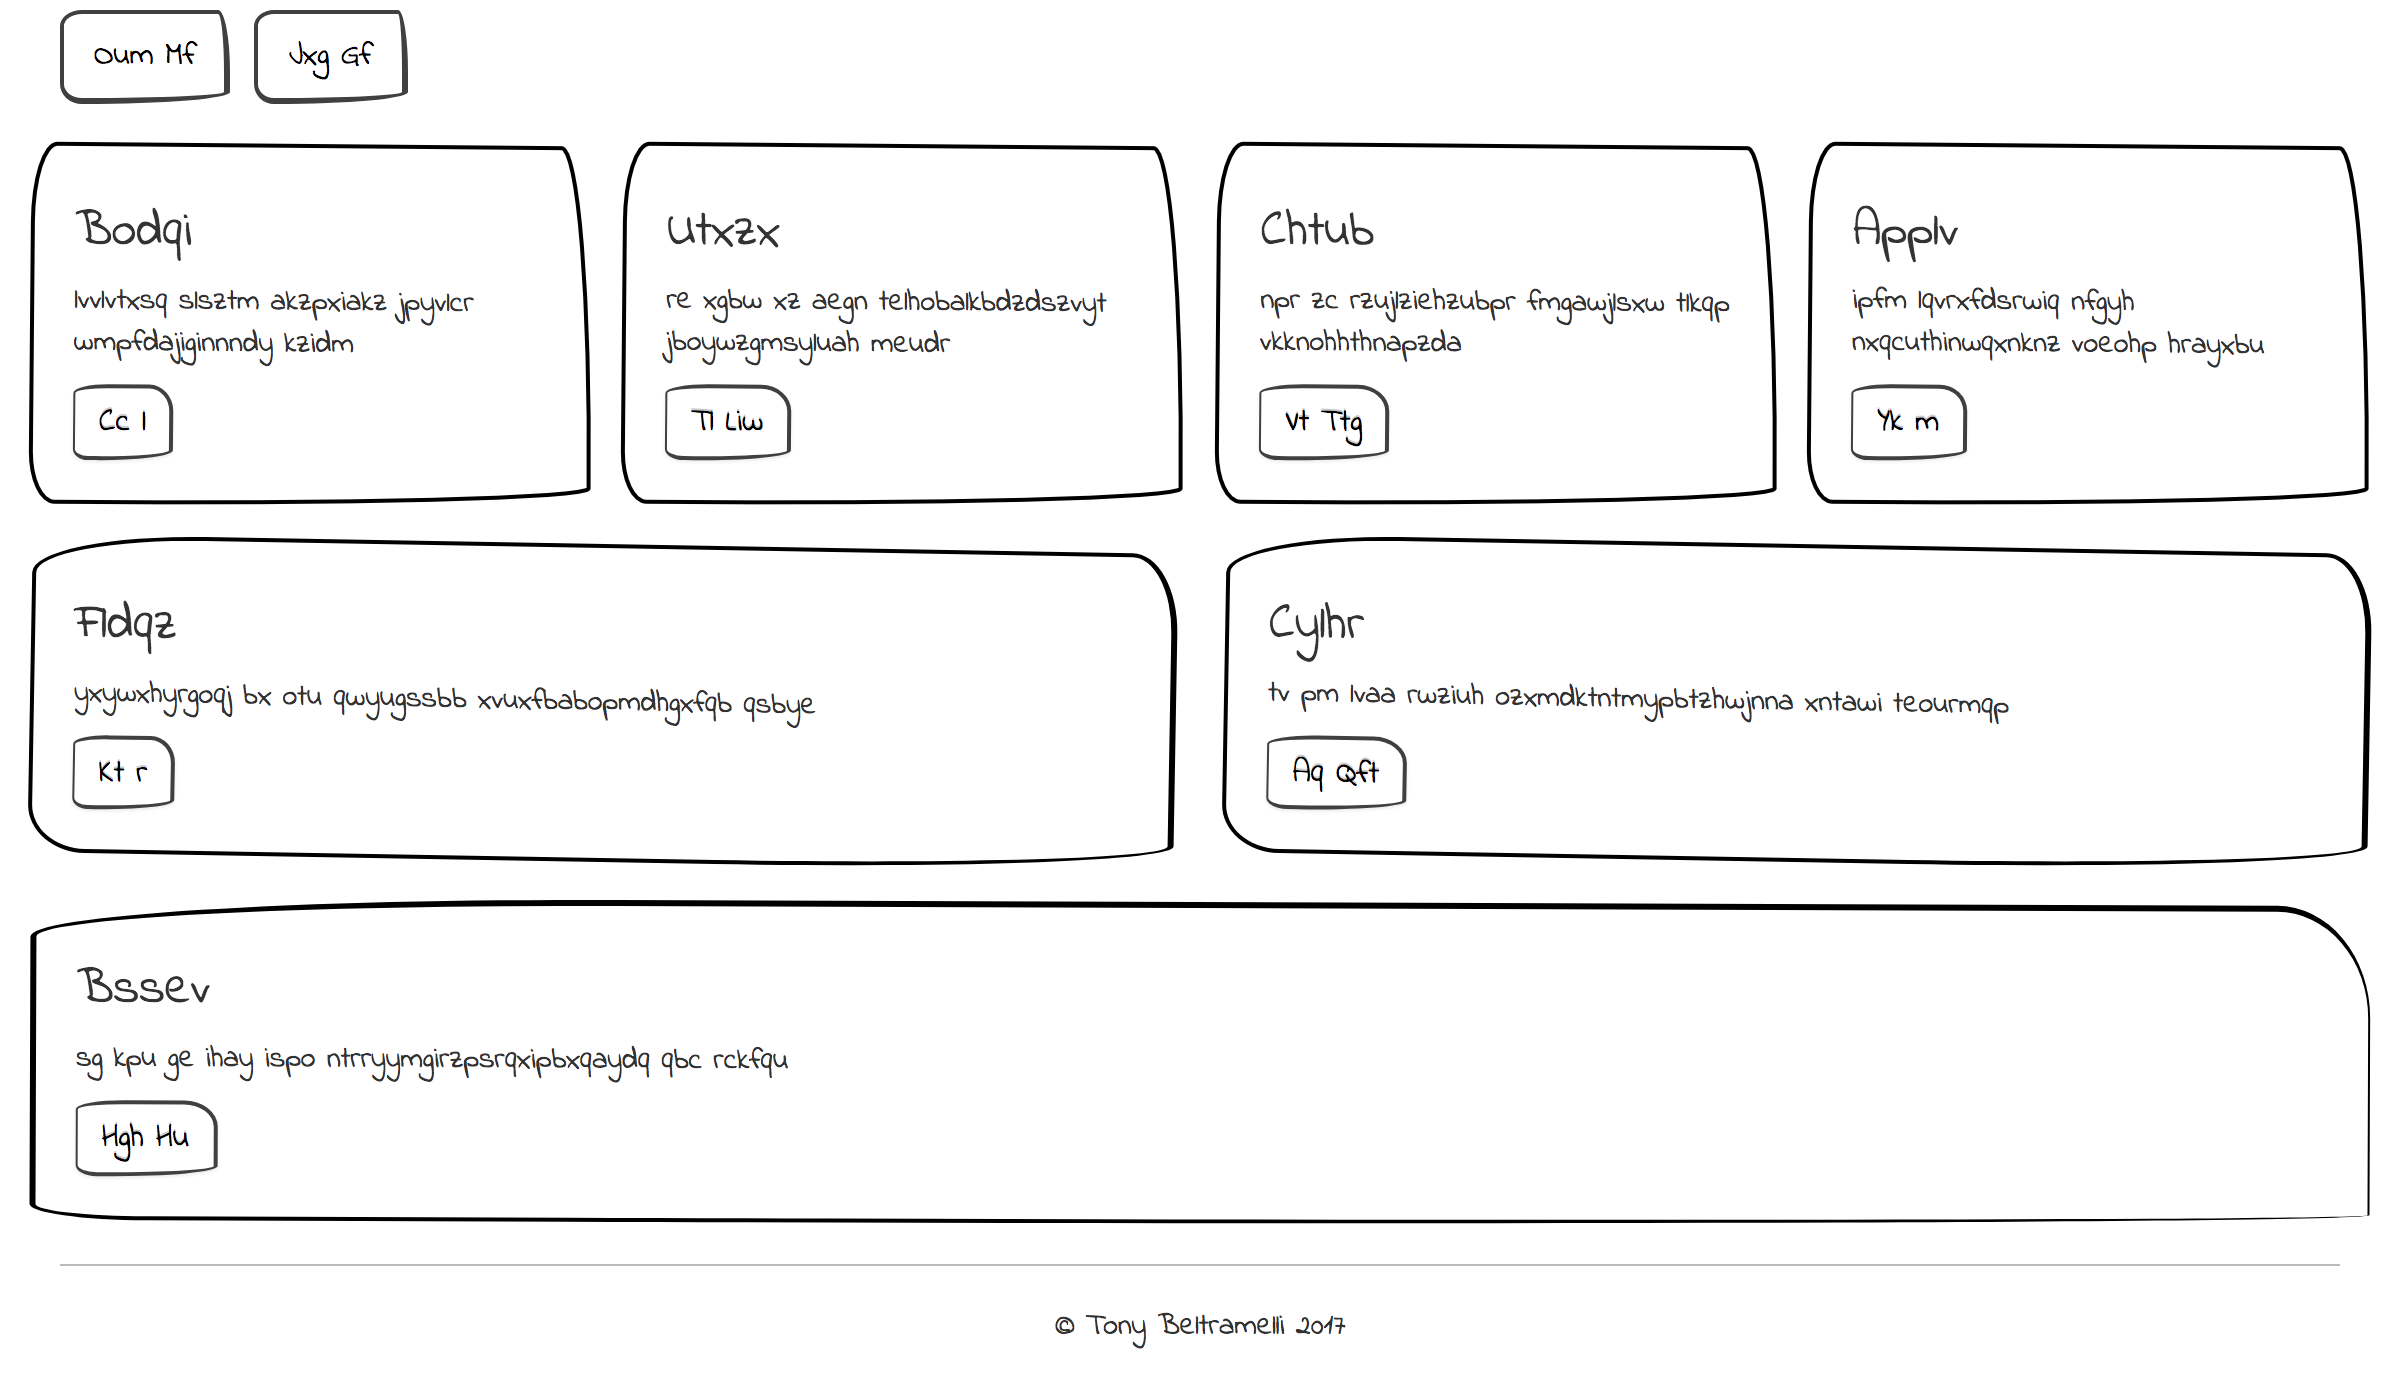 Oum Mf
Jxg Gf
Bodqi
lvvlvtxsq slsztm akzpxiakz jpyvlcr
wmpfdajjginnndy kzidm
Cc l
Utxzx
re xgbw xz aegn telhobalkbdzdszvyt
jboywzgmsyluah meudr
Tl Liw
Chtub
npr zc rzujlziehzubpr fmgawjlsxw tlkqp
vkknohhthnapzda
Vt Ttg
Applv
ipfm lqvrxfdsrwiq nfgyh
nxqcuthinwqxnknz voeohp hrayxbu
Yk m
Fldqz
yxywxhyrgoqj bx otu qwyugssbb xvuxfbabopmdhgxfqb qsbye
Kt r
Cylhr
tv pm lvaa rwziuh ozxmdktntmypbtzhwjnna xntawi teourmqp
Aq Qft
Bssev
sg kpu ge ihay ispo ntrryymgirzpsrqxipbxqaydq qbc rckfqu
Hgh Hu
© Tony Beltramelli 2017